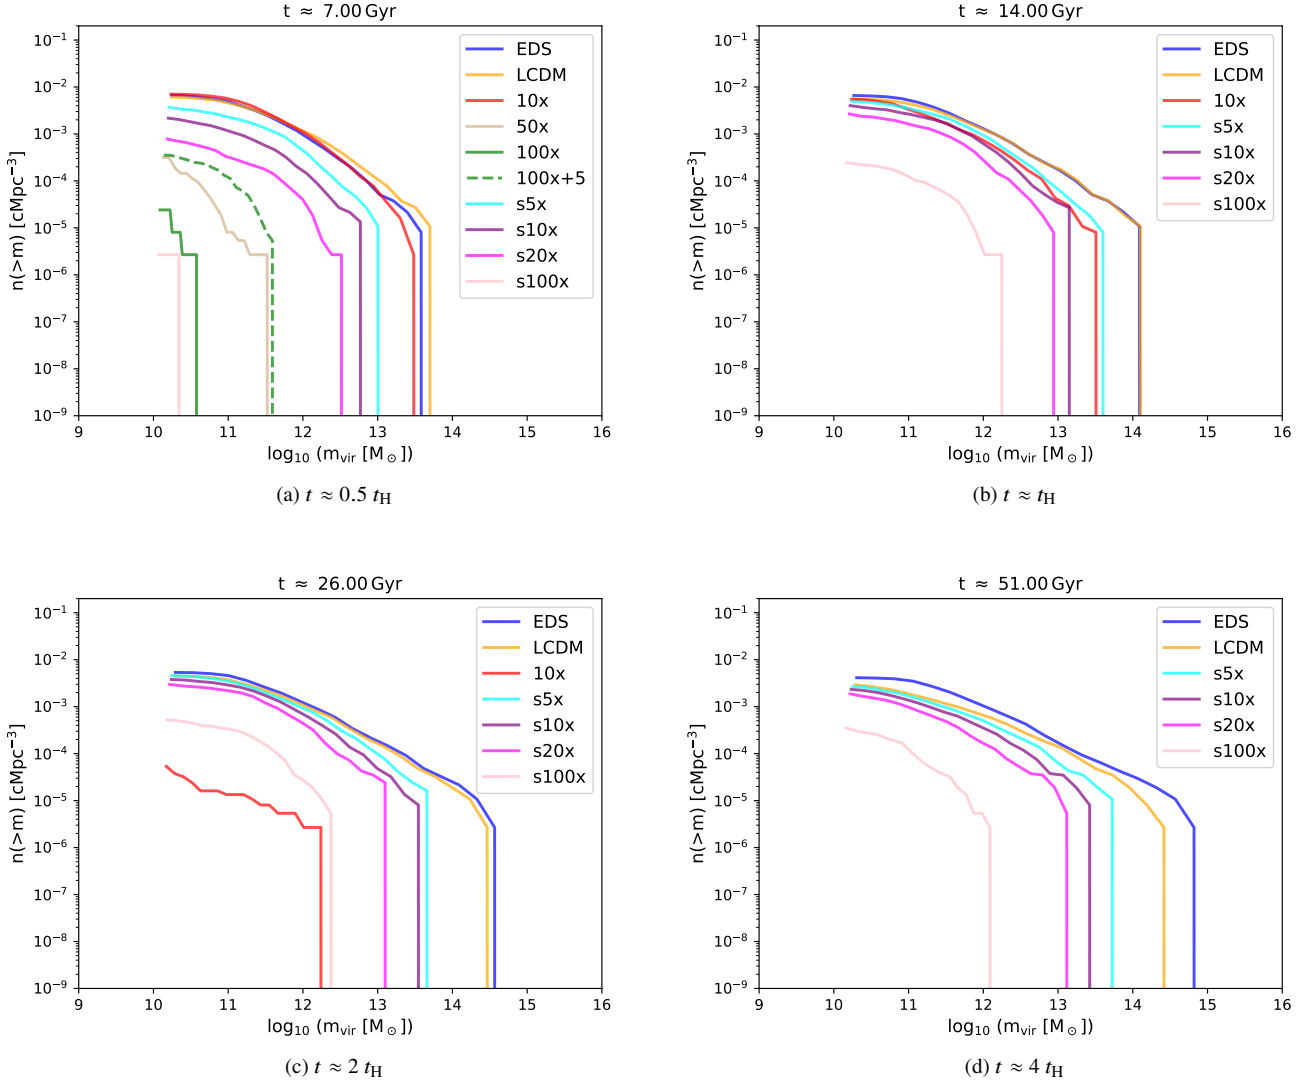 t ≈ 7.00 Gyr
n(>m) [cMpc⁻³]
10⁻¹
10⁻²
10⁻³
10⁻⁴
10⁻⁵
10⁻⁶
10⁻⁷
10⁻⁸
10⁻⁹
EDS
LCDM
10x
50x
100x
100x+5
s5x
s10x
s20x
s100x
9 10 11 12 13 14 15 16
log₁₀ (m_vir [M_⊙])
(a) t ≈ 0.5 t_H
t ≈ 14.00 Gyr
n(>m) [cMpc⁻³]
10⁻¹
10⁻²
10⁻³
10⁻⁴
10⁻⁵
10⁻⁶
10⁻⁷
10⁻⁸
10⁻⁹
EDS
LCDM
10x
s5x
s10x
s20x
s100x
9 10 11 12 13 14 15 16
log₁₀ (m_vir [M_⊙])
(b) t ≈ t_H
t ≈ 26.00 Gyr
n(>m) [cMpc⁻³]
10⁻¹
10⁻²
10⁻³
10⁻⁴
10⁻⁵
10⁻⁶
10⁻⁷
10⁻⁸
10⁻⁹
EDS
LCDM
10x
s5x
s10x
s20x
s100x
9 10 11 12 13 14 15 16
log₁₀ (m_vir [M_⊙])
(c) t ≈ 2 t_H
t ≈ 51.00 Gyr
n(>m) [cMpc⁻³]
10⁻¹
10⁻²
10⁻³
10⁻⁴
10⁻⁵
10⁻⁶
10⁻⁷
10⁻⁸
10⁻⁹
EDS
LCDM
s5x
s10x
s20x
s100x
9 10 11 12 13 14 15 16
log₁₀ (m_vir [M_⊙])
(d) t ≈ 4 t_H